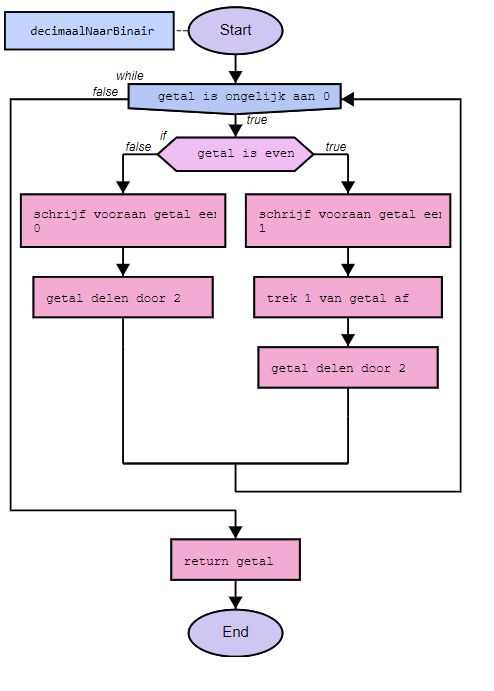 decimaalNaarBinair
Start
while
false
getal is ongelijk aan 0
true
if
false
getal is even
true
schrijf vooraan getal een
0
schrijf vooraan getal een
1
getal delen door 2
trek 1 van getal af
getal delen door 2
return getal
End